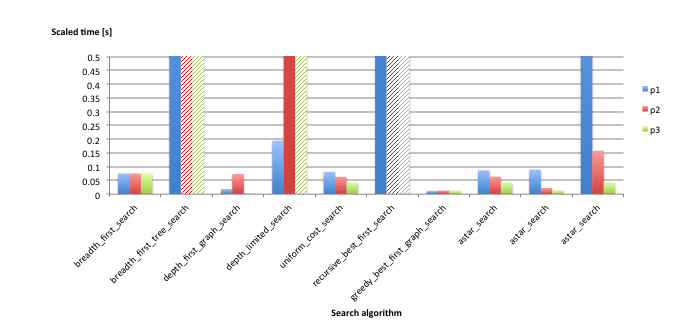 Scaled time [s]
0.5
0.45
0.4
0.35
0.3
0.25
0.2
0.15
0.1
0.05
0
p1
p2
p3
breadth_first_search
breadth_first_tree_search
depth_first_graph_search
depth_limited_search
uniform_cost_search
recursive_best_first_search
greedy_best_first_graph_search
astar_search
astar_search
astar_search
Search algorithm